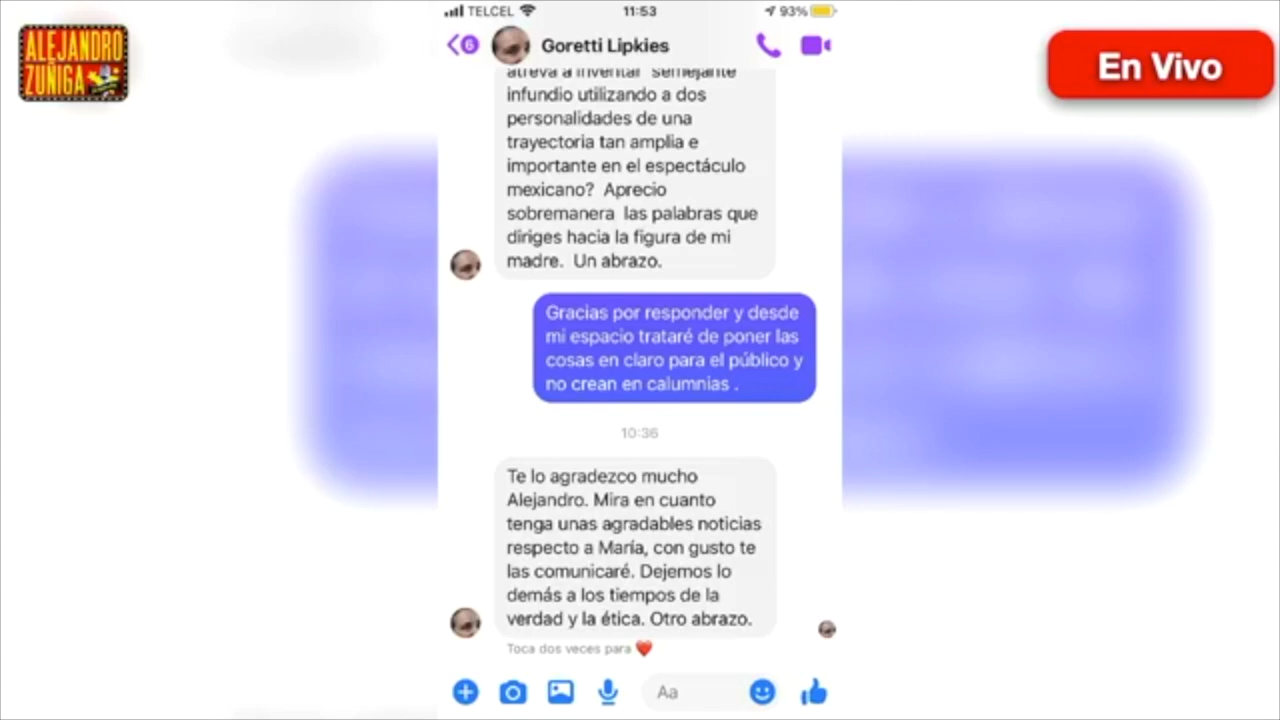 ALEJANDRO
ZUÑIGA
En Vivo
TELCEL
11:53
93%
6
Goretti Lipkies
atreva a inventar semejante
infundio utilizando a dos
personalidades de una
trayectoria tan amplia e
importante en el espectáculo
mexicano? Aprecio
sobremanera las palabras que
diriges hacia la figura de mi
madre. Un abrazo.
Gracias por responder y desde
mi espacio trataré de poner las
cosas en claro para el público y
no crean en calumnias .
10:36
Te lo agradezco mucho
Alejandro. Mira en cuanto
tenga unas agradables noticias
respecto a María, con gusto te
las comunicaré. Dejemos lo
demás a los tiempos de la
verdad y la ética. Otro abrazo.
Toca dos veces para ❤️
Aa